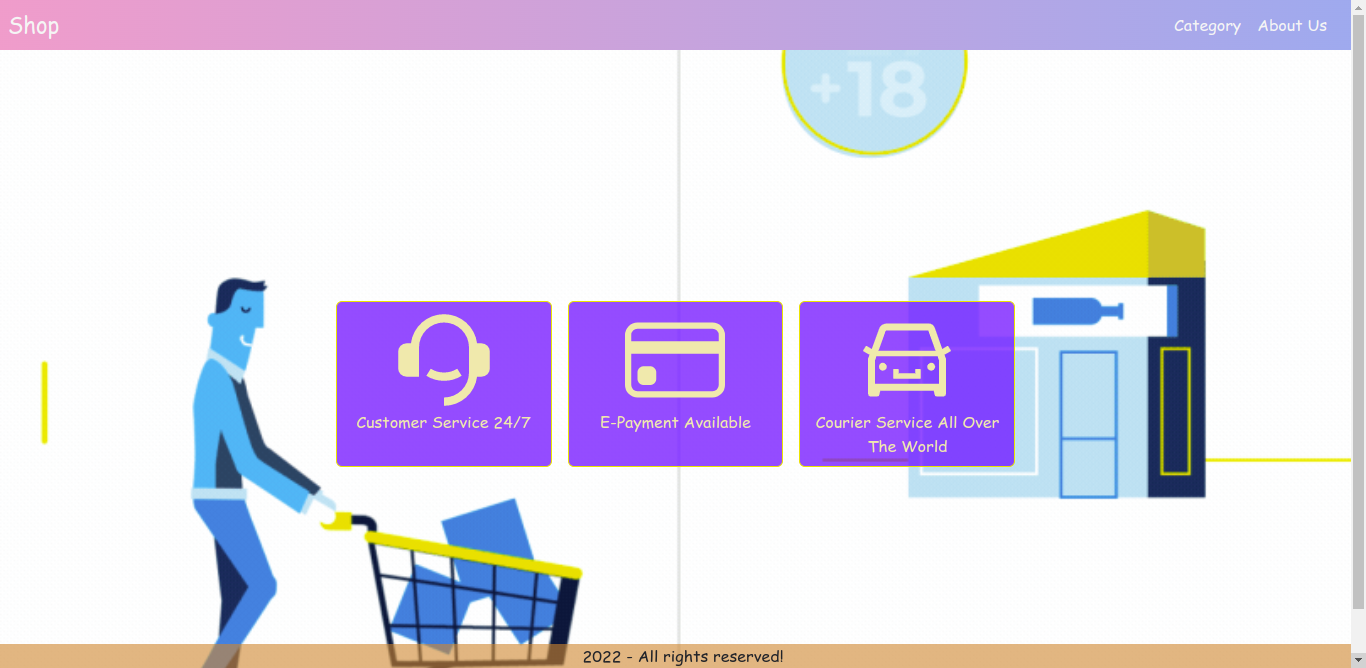 Shop
Category
About Us
+18
Customer Service 24/7
E-Payment Available
Courier Service All Over
The World
2022 - All rights reserved!